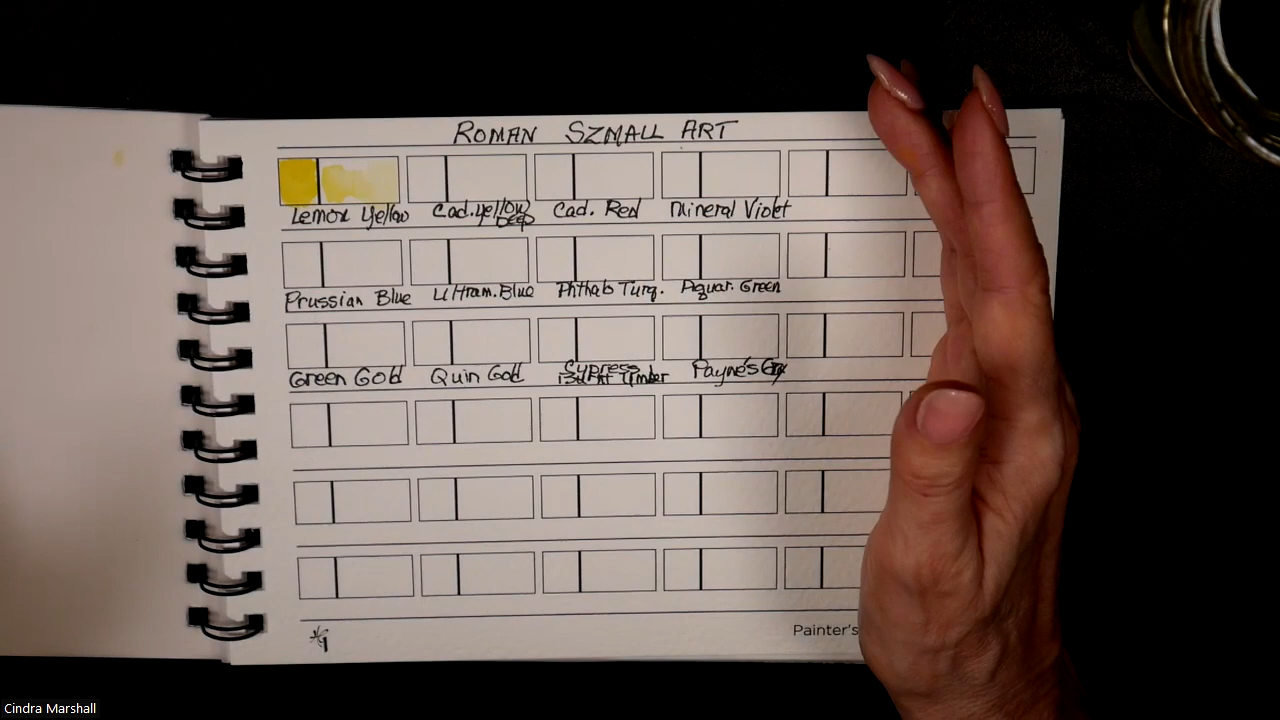 ROMAN SZMALL ART
Lemon Yellow Cad. Yellow Deep Cad. Red Mineral Violet
Prussian Blue Ultram. Blue Phthalo Turq. Aquar. Green
Green Gold Quin Gold Cypress Burnt Umber Payne's Gry
Painter's
Cindra Marshall